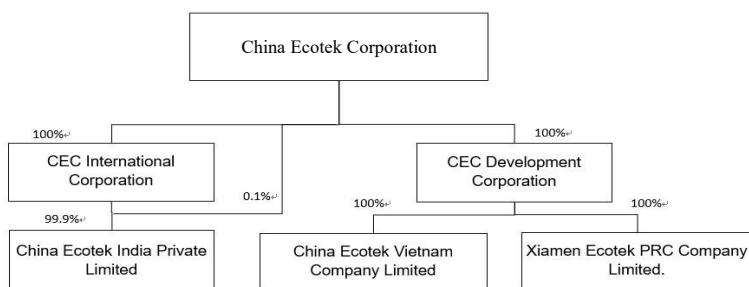 China Ecotek Corporation
100%
100%
CEC International
Corporation
CEC Development
Corporation
0.1%
99.9%
100%
100%
China Ecotek India Private
Limited
China Ecotek Vietnam
Company Limited
Xiamen Ecotek PRC Company
Limited.